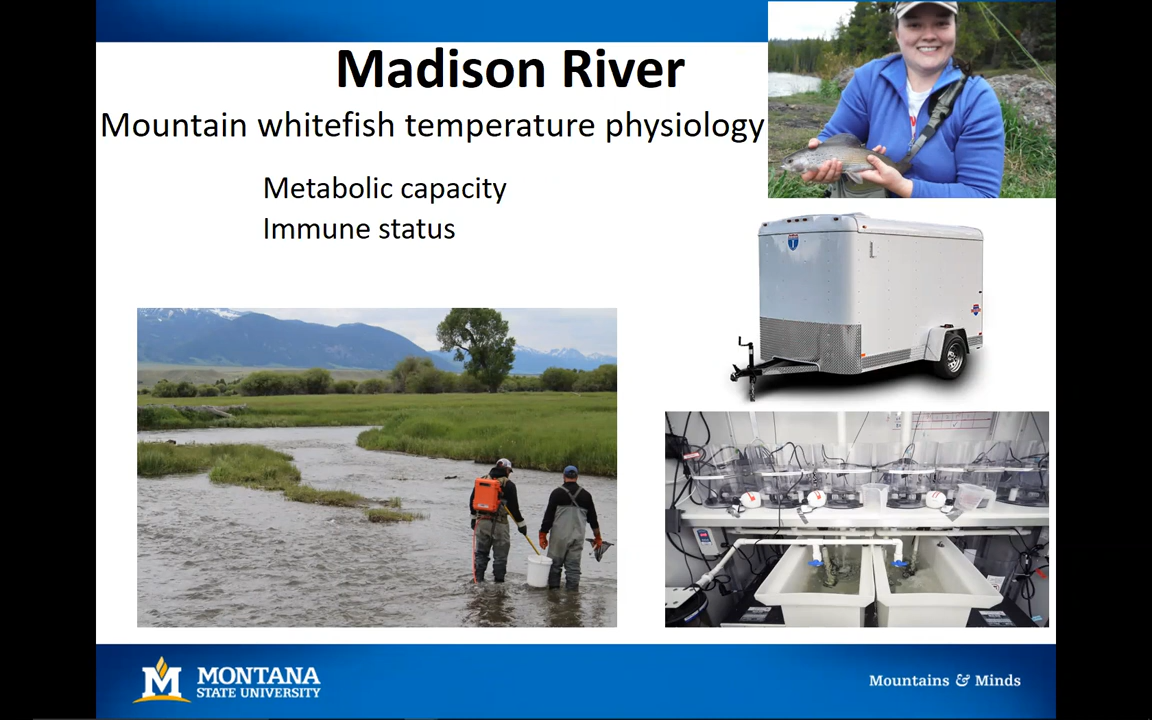 Madison River
Mountain whitefish temperature physiology
Metabolic capacity
Immune status
M MONTANA
STATE UNIVERSITY
Mountains & Minds